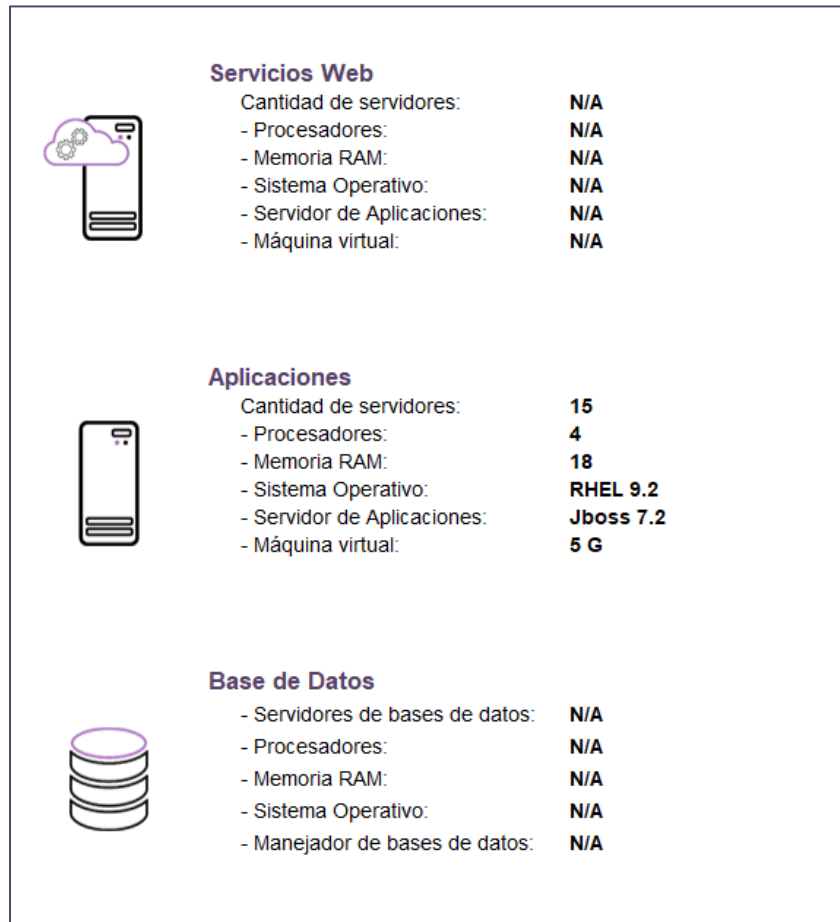 Servicios Web
Cantidad de servidores: N/A
- Procesadores: N/A
- Memoria RAM: N/A
- Sistema Operativo: N/A
- Servidor de Aplicaciones: N/A
- Máquina virtual: N/A
Aplicaciones
Cantidad de servidores: 15
- Procesadores: 4
- Memoria RAM: 18
- Sistema Operativo: RHEL 9.2
- Servidor de Aplicaciones: Jboss 7.2
- Máquina virtual: 5 G
Base de Datos
- Servidores de bases de datos: N/A
- Procesadores: N/A
- Memoria RAM: N/A
- Sistema Operativo: N/A
- Manejador de bases de datos: N/A